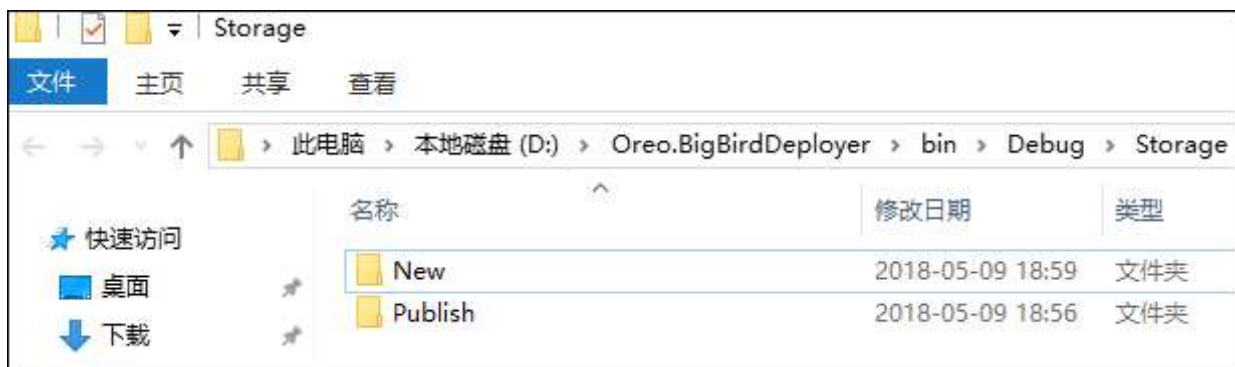 Storage
文件 主页 共享 查看
此电脑 > 本地磁盘 (D:) > Oreo.BigBirdDeployer > bin > Debug > Storage
名称 修改日期 类型
快速访问
New 2018-05-09 18:59 文件夹
桌面
Publish 2018-05-09 18:56 文件夹
下载